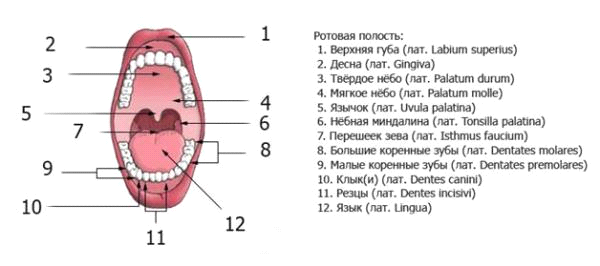 1
2
3
4
5
6
7
8
9
10
11
12
Ротовая полость:
1. Верхняя губа (лат. Labium superius)
2. Десна (лат. Gingiva)
3. Твёрдое нёбо (лат. Palatum durum)
4. Мягкое нёбо (лат. Palatum molle)
5. Язычок (лат. Uvula palatina)
6. Нёбная миндалина (лат. Tonsilla palatina)
7. Перешеек зева (лат. Isthmus faucium)
8. Большие коренные зубы (лат. Dentates molares)
9. Малые коренные зубы (лат. Dentates premolares)
10. Клык(и) (лат. Dentes canini)
11. Резцы (лат. Dentes incisivi)
12. Язык (лат. Lingua)